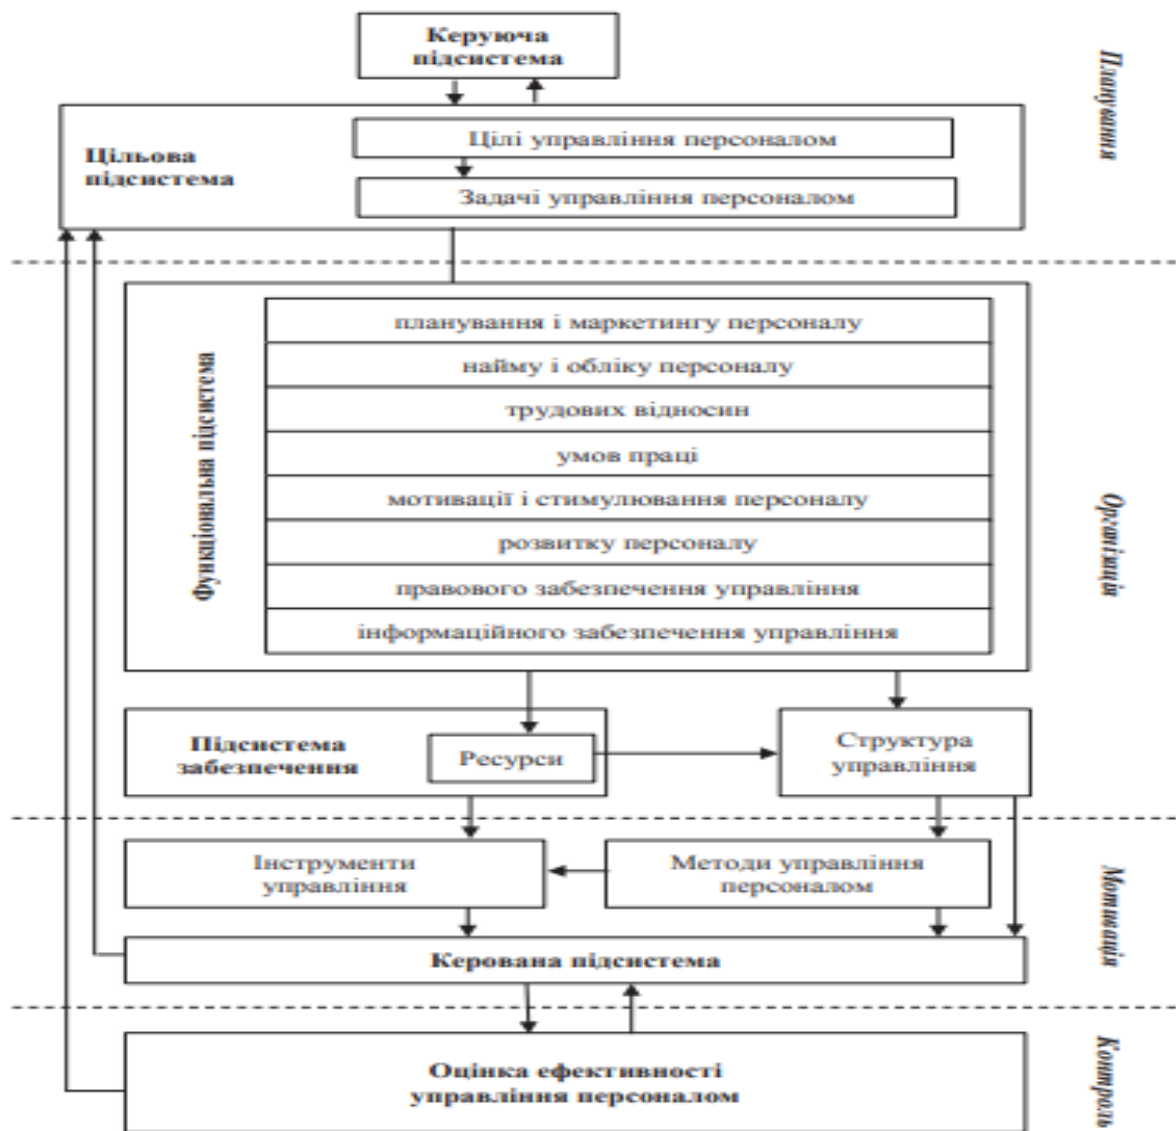 Керуюча
підсистема
Планування
Цільова
підсистема
Цілі управління персоналом
Задачі управління персоналом
Функціональна підсистема
планування і маркетингу персоналу
найму і обліку персоналу
трудових відносин
умов праці
мотивації і стимулювання персоналу
розвитку персоналу
правового забезпечення управління
інформаційного забезпечення управління
Підсистема
забезпечення
Ресурси
Структура
управління
Інструменти
управління
Методи управління
персоналом
Мотивація
Керована підсистема
Оцінка ефективності
управління персоналом
Контроль